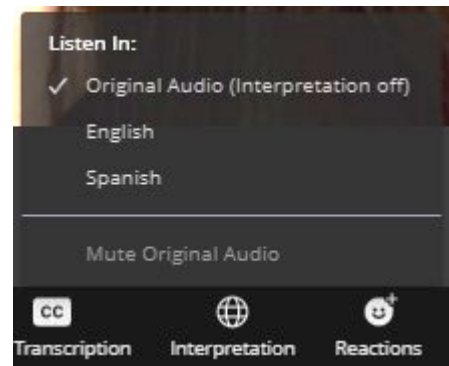 Listen In:
✓ Original Audio (Interpretation off)
English
Spanish
Mute Original Audio
CC
Transcription Interpretation Reactions